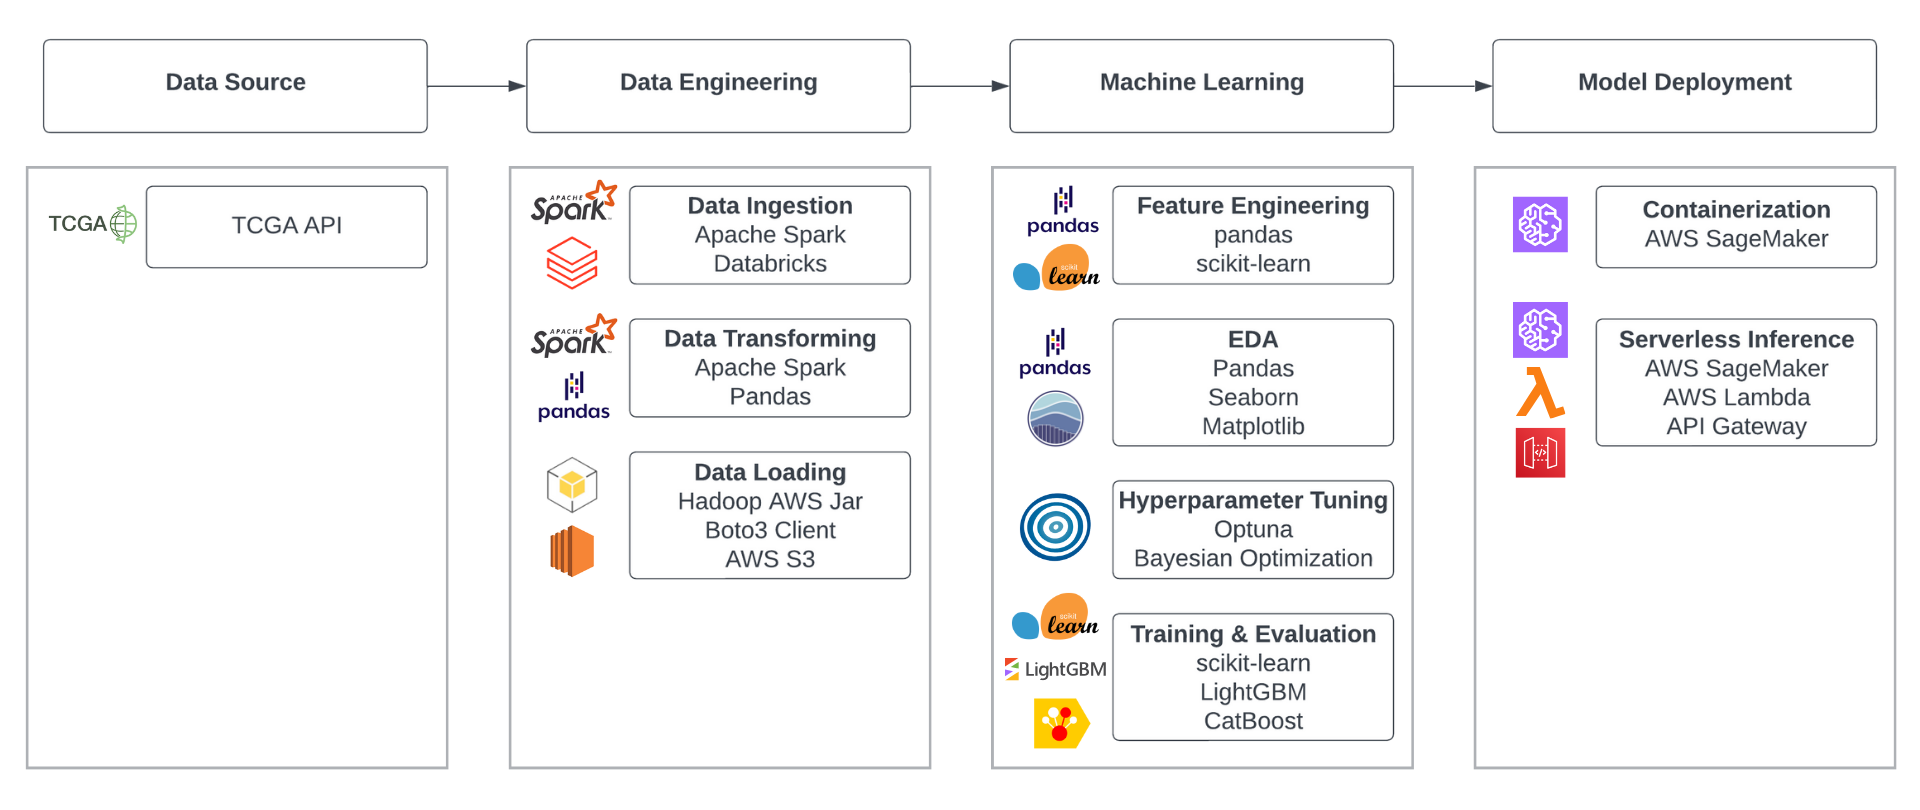 Data Source
Data Engineering
Machine Learning
Model Deployment
TCGA
TCGA API
APACHE
Spark
Data Ingestion
Apache Spark
Databricks
APACHE
Spark
pandas
Data Transforming
Apache Spark
Pandas
Data Loading
Hadoop AWS Jar
Boto3 Client
AWS S3
pandas
scikit
learn
Feature Engineering
pandas
scikit-learn
pandas
EDA
Pandas
Seaborn
Matplotlib
Hyperparameter Tuning
Optuna
Bayesian Optimization
scikit
learn
LightGBM
Training & Evaluation
scikit-learn
LightGBM
CatBoost
Containerization
AWS SageMaker
</>
Serverless Inference
AWS SageMaker
AWS Lambda
API Gateway